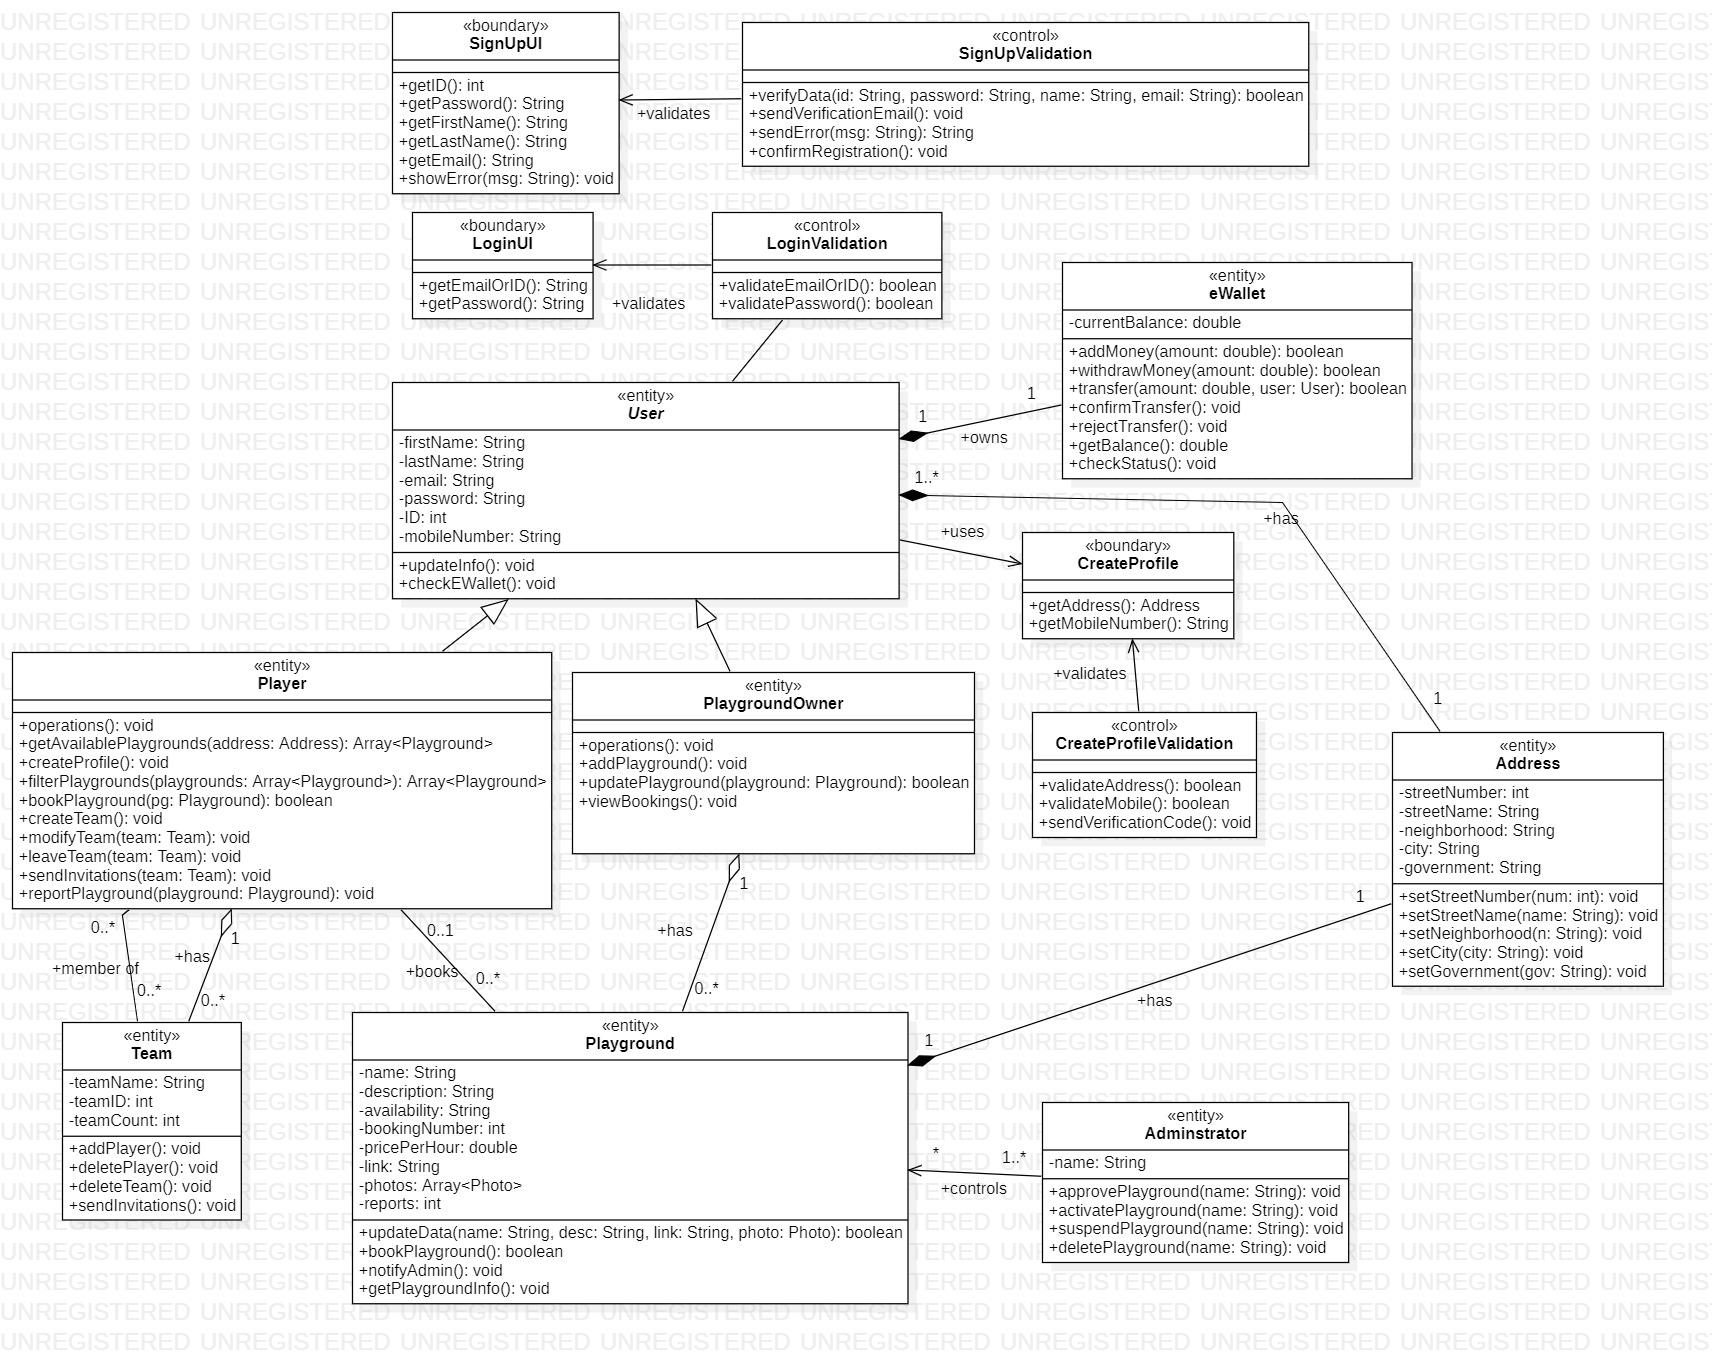 «boundary»
SignUpUI
+getID(): int
+getPassword(): String
+getFirstName(): String
+getLastName(): String
+getEmail(): String
+showError(msg: String): void
«control»
SignUpValidation
+verifyData(id: String, password: String, name: String, email: String): boolean
+sendVerificationEmail(): void
+sendError(msg: String): String
+confirmRegistration(): void
+validates
«boundary»
LoginUI
+getEmailOrID(): String
+getPassword(): String
+validates
«control»
LoginValidation
+validateEmailOrID(): boolean
+validatePassword(): boolean
«entity»
eWallet
-currentBalance: double
+addMoney(amount: double): boolean
+withdrawMoney(amount: double): boolean
+transfer(amount: double, user: User): boolean
+confirmTransfer(): void
+rejectTransfer(): void
+getBalance(): double
+checkStatus(): void
«entity»
User
-firstName: String
-lastName: String
-email: String
-password: String
-ID: int
-mobileNumber: String
+updateInfo(): void
+checkEWallet(): void
1
1
+owns
1..*
+has
1
+uses
«boundary»
CreateProfile
+getAddress(): Address
+getMobileNumber(): String
+validates
«control»
CreateProfileValidation
+validateAddress(): boolean
+validateMobile(): boolean
+sendVerificationCode(): void
«entity»
Player
+operations(): void
+getAvailablePlaygrounds(address: Address): Array<Playground>
+createProfile(): void
+filterPlaygrounds(playgrounds: Array<Playground>): Array<Playground>
+bookPlayground(pg: Playground): boolean
+createTeam(): void
+modifyTeam(team: Team): void
+leaveTeam(team: Team): void
+sendInvitations(team: Team): void
+reportPlayground(playground: Playground): void
«entity»
PlaygroundOwner
+operations(): void
+addPlayground(): void
+updatePlayground(playground: Playground): boolean
+viewBookings(): void
«entity»
Address
-streetNumber: int
-streetName: String
-neighborhood: String
-city: String
-government: String
+setStreetNumber(num: int): void
+setStreetName(name: String): void
+setNeighborhood(n: String): void
+setCity(city: String): void
+setGovernment(gov: String): void
0..*
+member of
0..*
1
+has
0..*
0..1
+books
0..*
1
+has
0..*
1
+has
1
«entity»
Team
-teamName: String
-teamID: int
-teamCount: int
+addPlayer(): void
+deletePlayer(): void
+deleteTeam(): void
+sendInvitations(): void
«entity»
Playground
-name: String
-description: String
-availability: String
-bookingNumber: int
-pricePerHour: double
-link: String
-photos: Array<Photo>
-reports: int
+updateData(name: String, desc: String, link: String, photo: Photo): boolean
+bookPlayground(): boolean
+notifyAdmin(): void
+getPlaygroundInfo(): void
*
1..*
+controls
«entity»
Adminstrator
-name: String
+approvePlayground(name: String): void
+activatePlayground(name: String): void
+suspendPlayground(name: String): void
+deletePlayground(name: String): void
UNREGISTERED